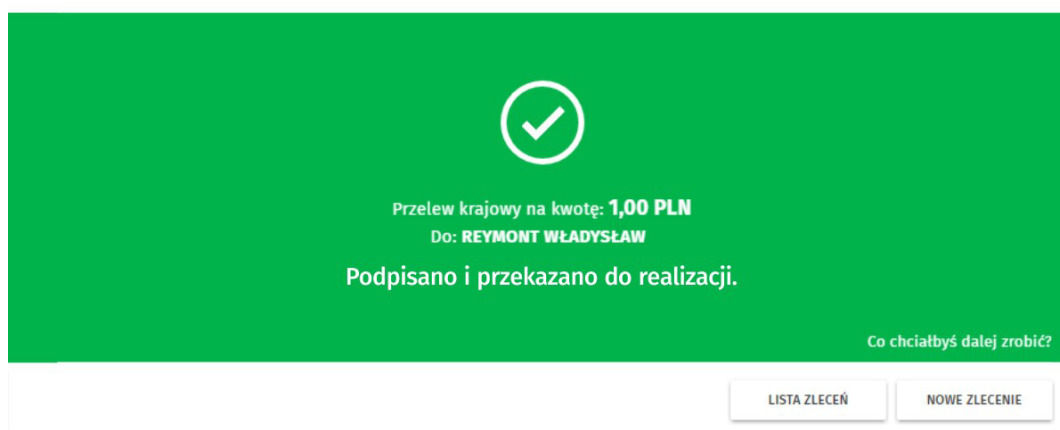 Przelew krajowy na kwotę: 1,00 PLN
Do: REYMONT WŁADYSŁAW
Podpisano i przekazano do realizacji.
Co chciałbyś dalej zrobić?
LISTA ZLECEŃ
NOWE ZLECENIE